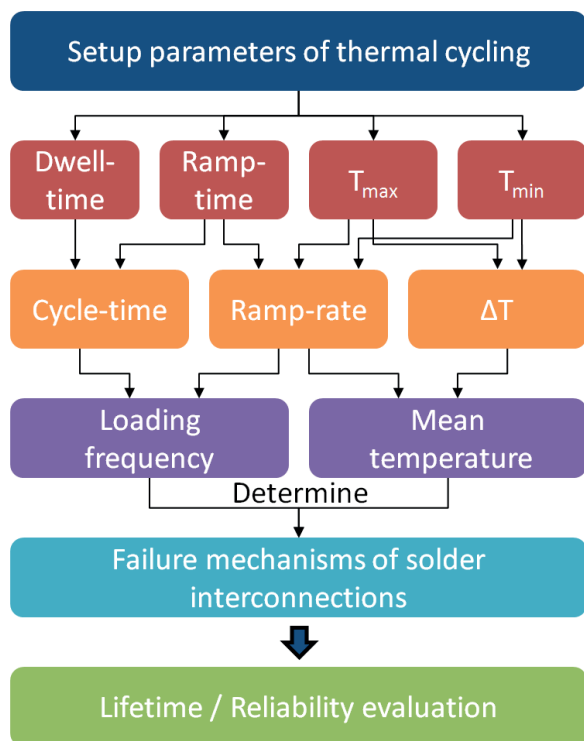 Setup parameters of thermal cycling
Dwell-
time
Ramp-
time
Tmax
Tmin
Cycle-time
Ramp-rate
ΔT
Loading
frequency
Mean
temperature
Determine
Failure mechanisms of solder
interconnections
Lifetime / Reliability evaluation